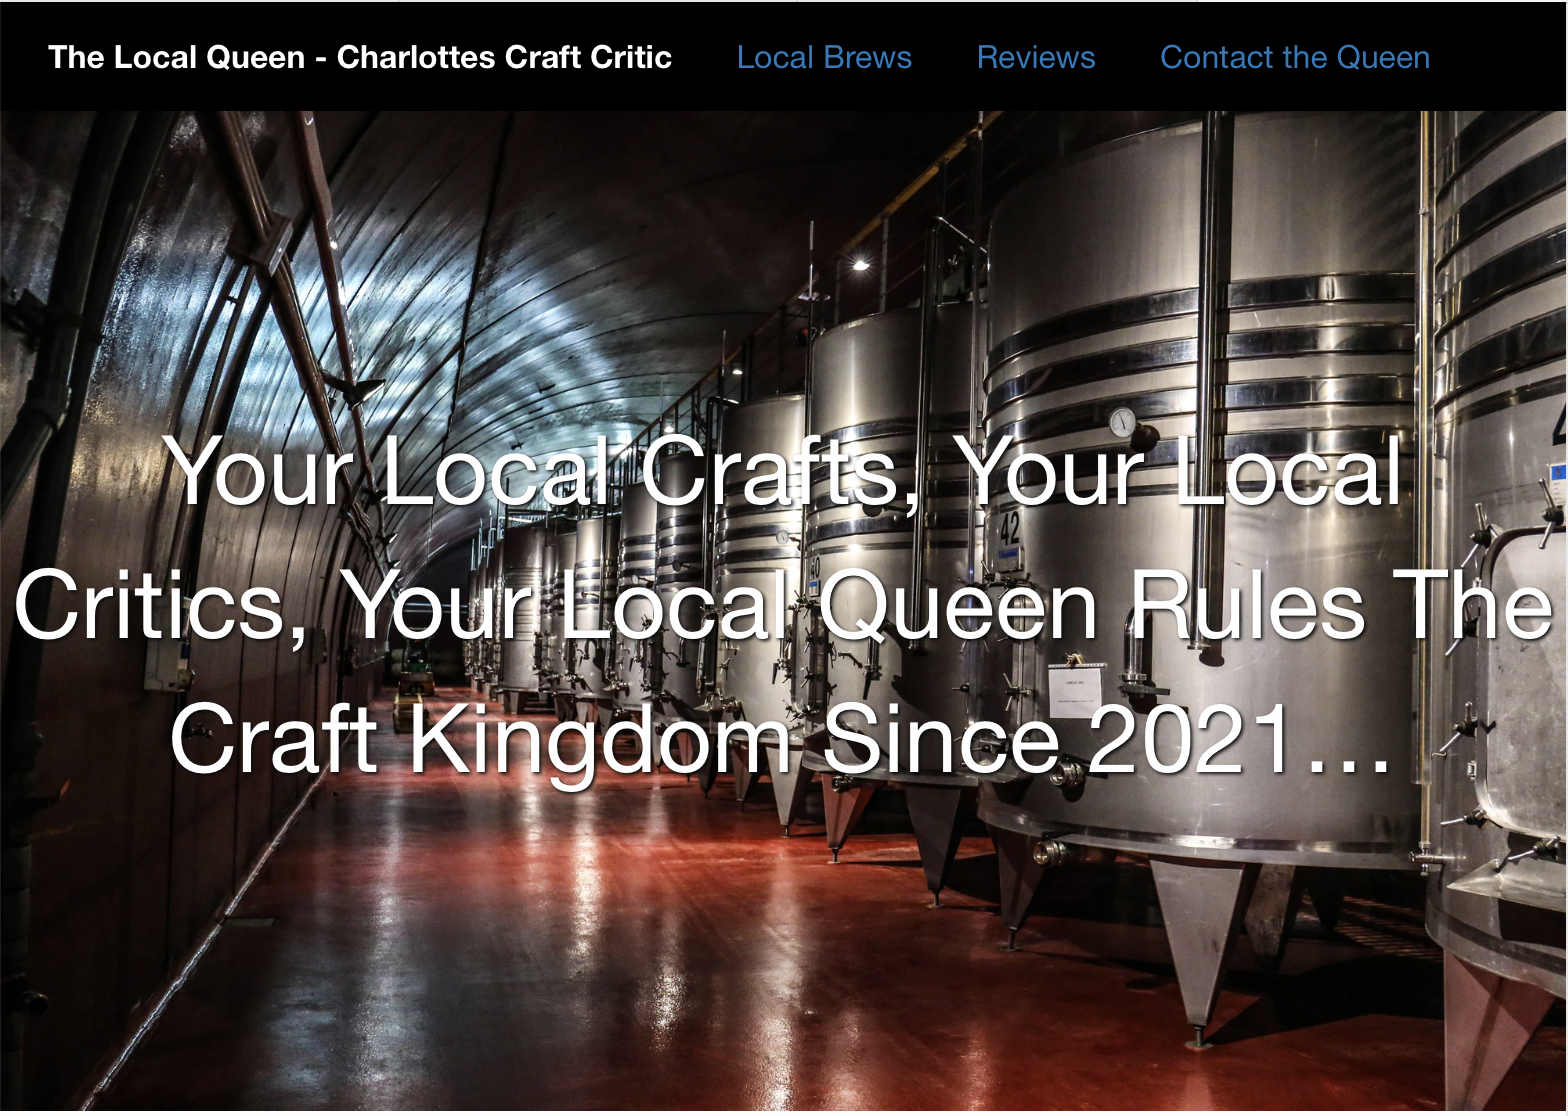 The Local Queen - Charlottes Craft Critic Local Brews Reviews Contact the Queen
Your Local Crafts, Your Local
Critics, Your Local Queen Rules The
Craft Kingdom Since 2021...
42